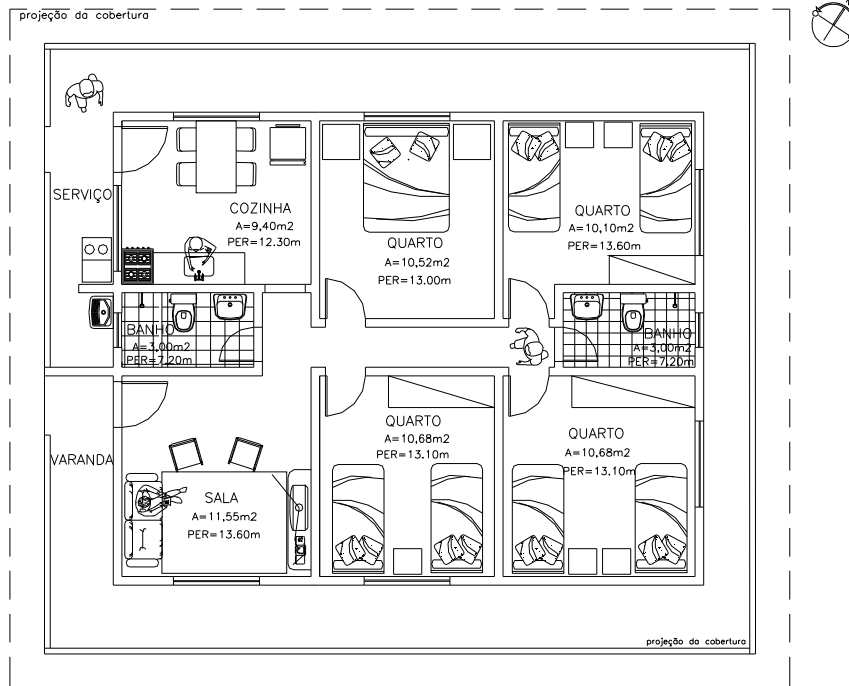 projeção da cobertura
SERVIÇO
COZINHA
A=9,40m2
PER=12.30m
QUARTO
A=10,52m2
PER=13.00m
QUARTO
A=10,10m2
PER=13.60m
BANHO
A=3,00m2
PER=7,20m
BANHO
A=3,00m2
PER=7,20m
VARANDA
SALA
A=11,55m2
PER=13.60m
QUARTO
A=10,68m2
PER=13.10m
QUARTO
A=10,68m2
PER=13,10m
projeção da cobertura